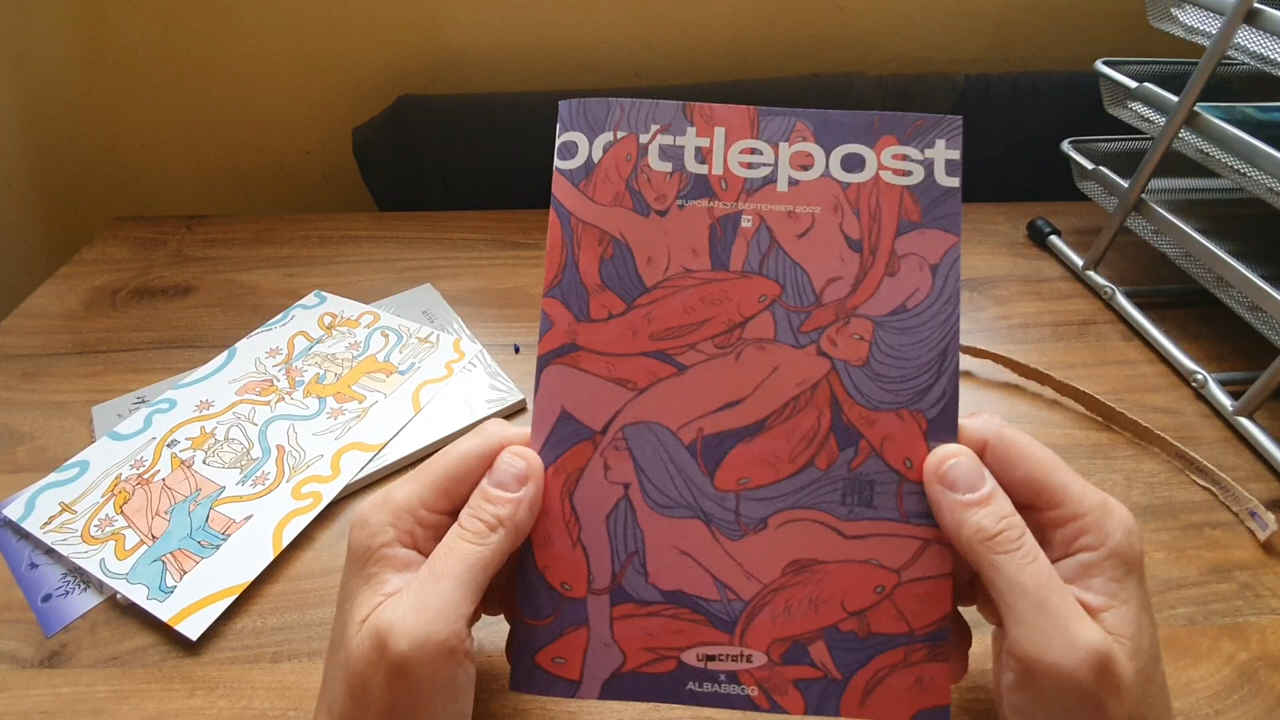 bottlepost
#UPCRATE37 SEPTEMBER 2022
upcrate
x
ALBABBGG